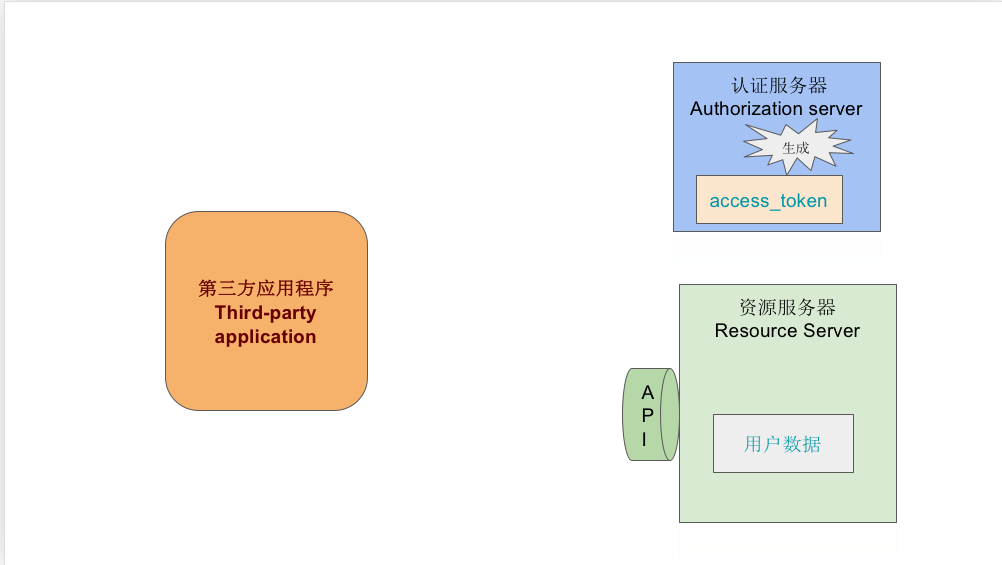 认证服务器
Authorization server
生成
access_token
第三方应用程序
Third-party
application
资源服务器
Resource Server
A
P
I
用户数据